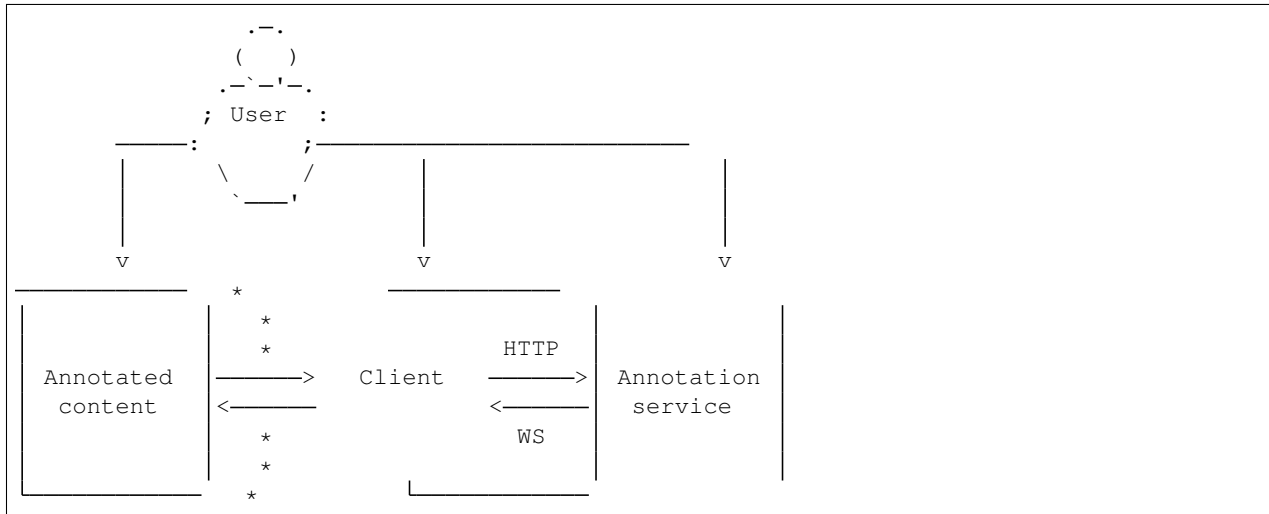 User
v v v
HTTP
Annotated Client Annotation
content service
WS